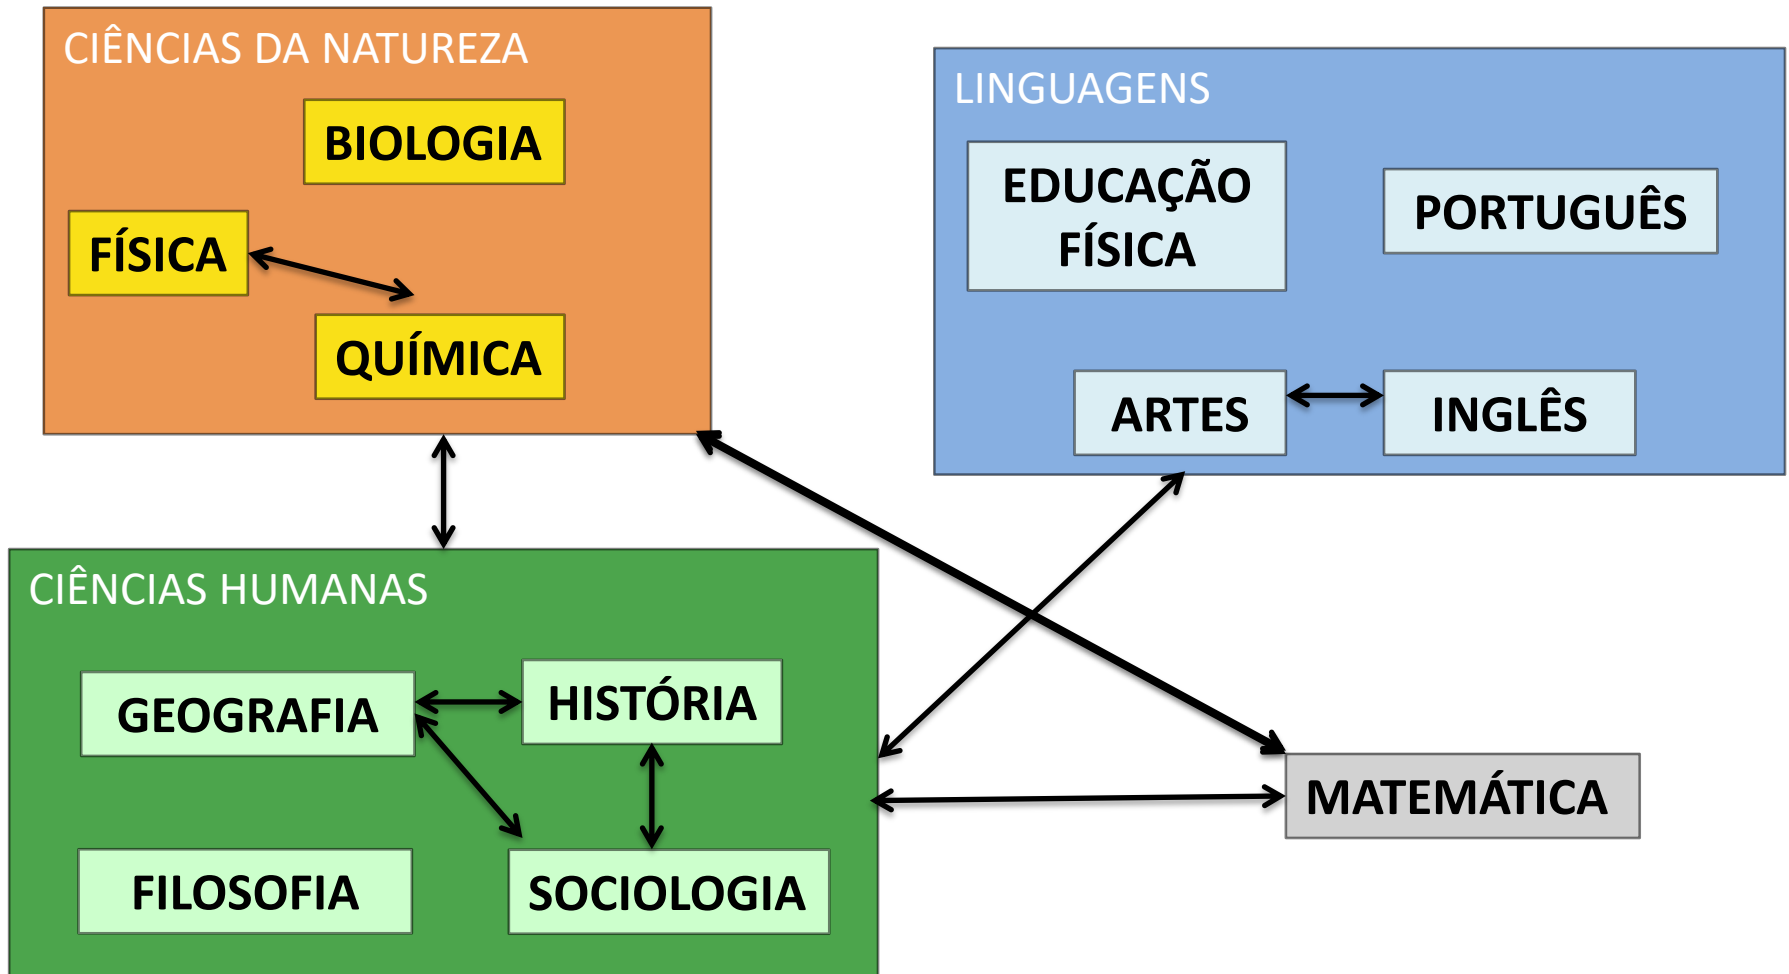 CIÊNCIAS DA NATUREZA
BIOLOGIA
FÍSICA
QUÍMICA
LINGUAGENS
EDUCAÇÃO
FÍSICA
PORTUGUÊS
ARTES
INGLÊS
CIÊNCIAS HUMANAS
GEOGRAFIA
HISTÓRIA
FILOSOFIA
SOCIOLOGIA
MATEMÁTICA